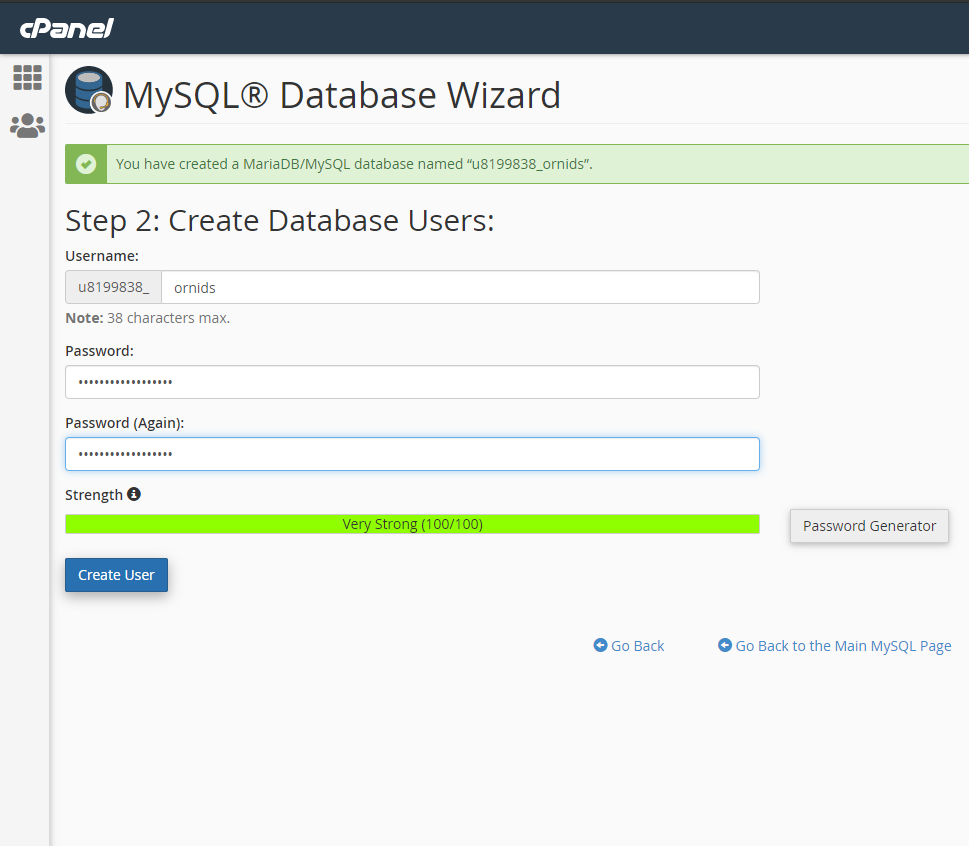 cPanel
MySQL® Database Wizard
You have created a MariaDB/MySQL database named “u8199838_ornids”.
Step 2: Create Database Users:
Username:
u8199838_ ornids
Note: 38 characters max.
Password:
••••••••••••••••••
Password (Again):
••••••••••••••••••
Strength
Very Strong (100/100)
Password Generator
Create User
Go Back Go Back to the Main MySQL Page